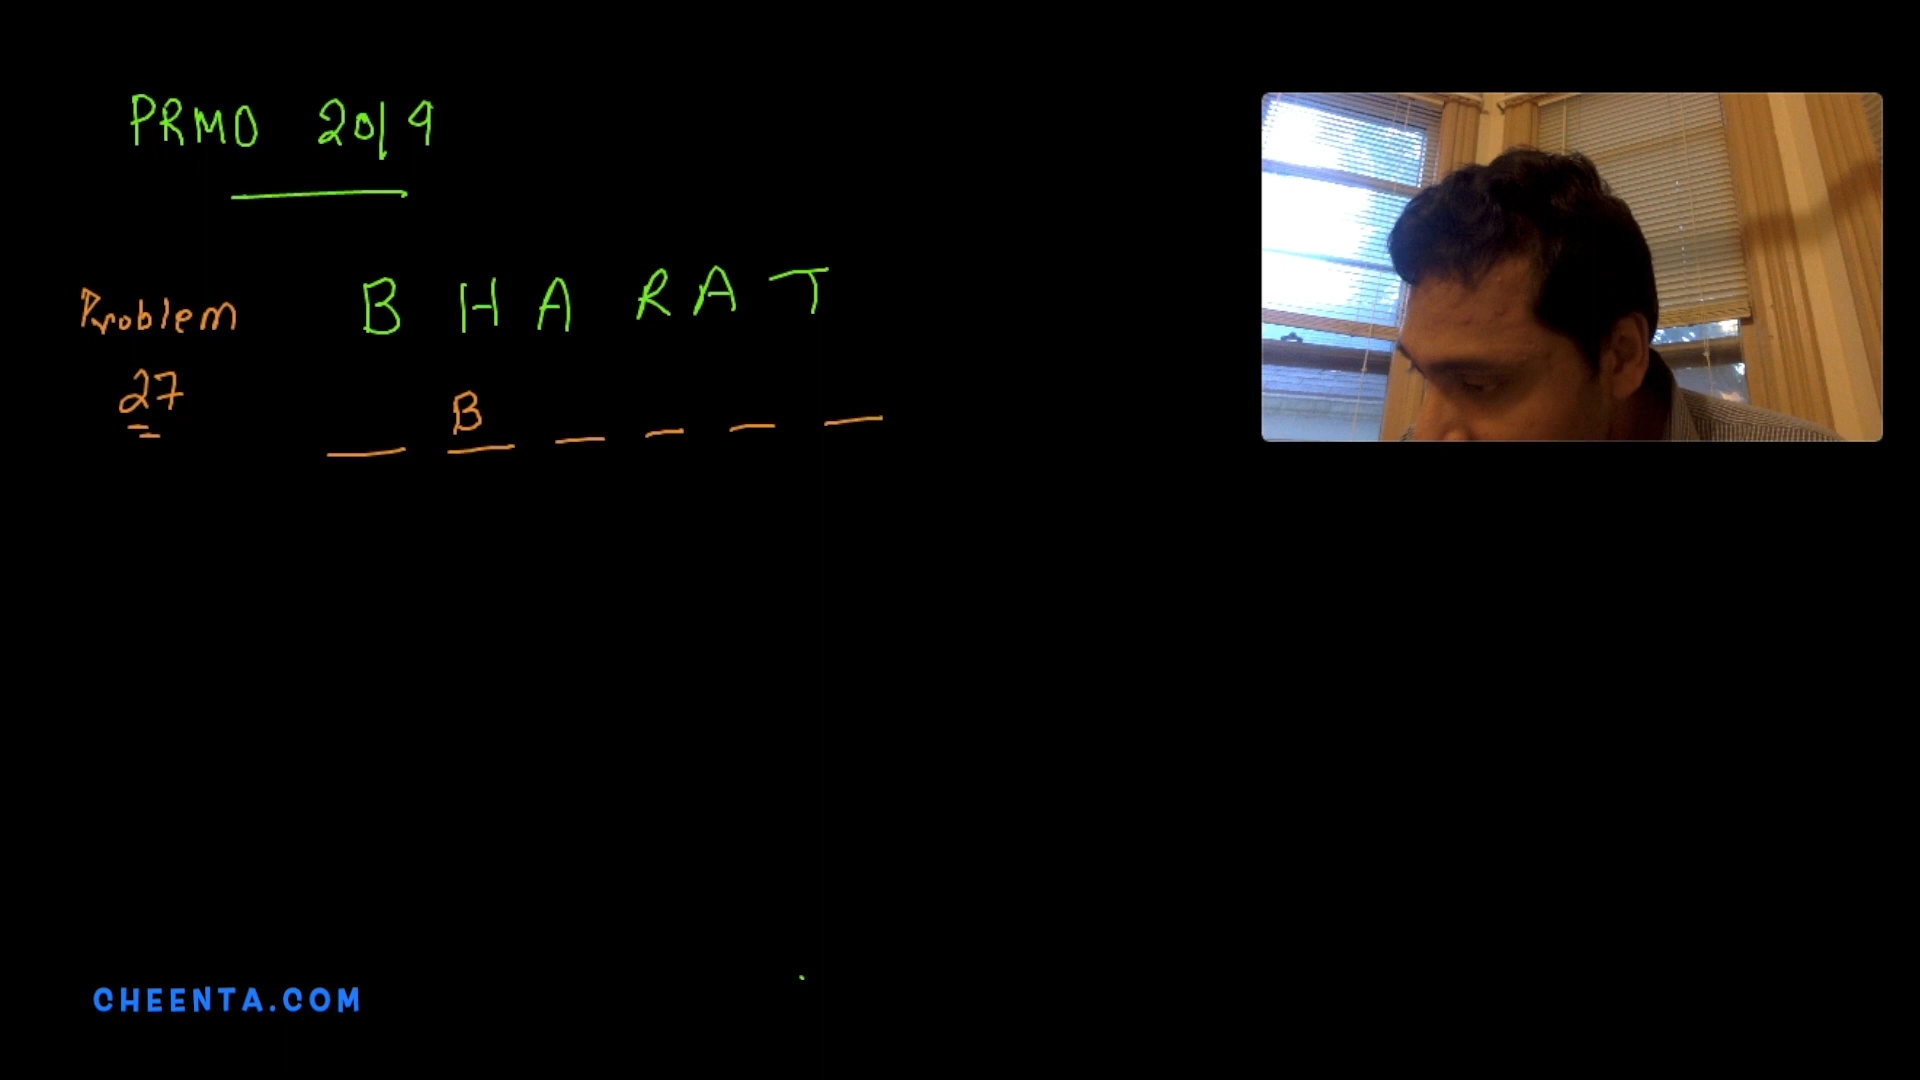 PRMO 2019
Problem 27
B H A R A T
B
CHEENTA.COM